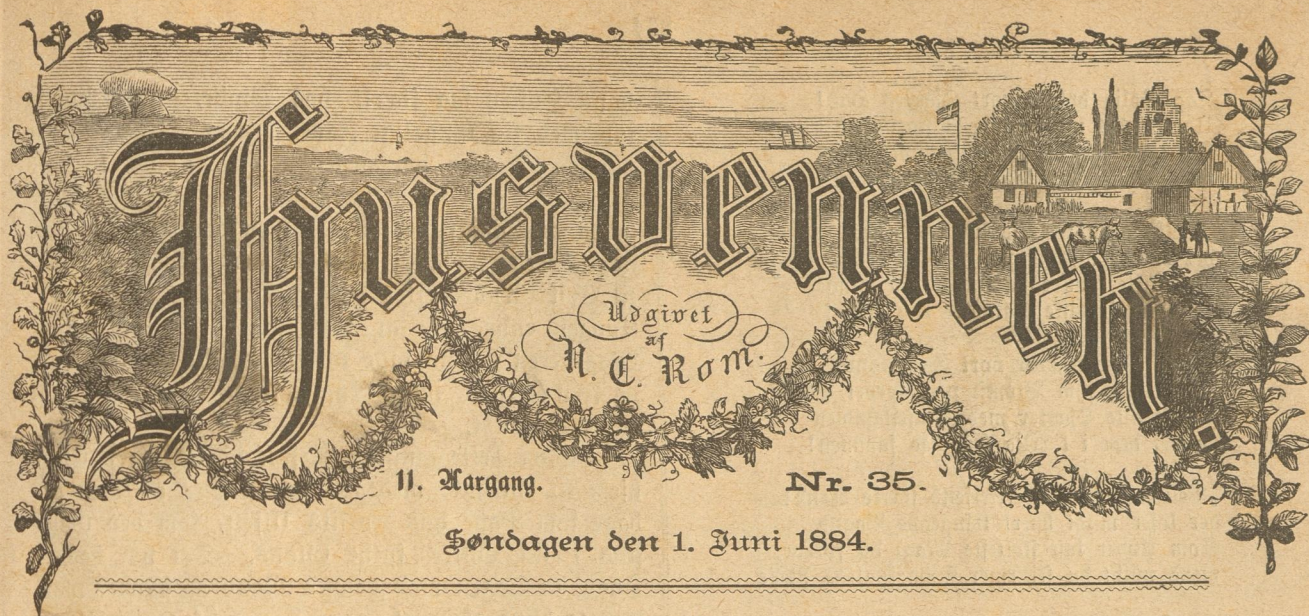 Husvennen.
Udgivet
af
N. C. Rom.
11. Aargang.
Nr. 35.
Søndagen den 1. Juni 1884.